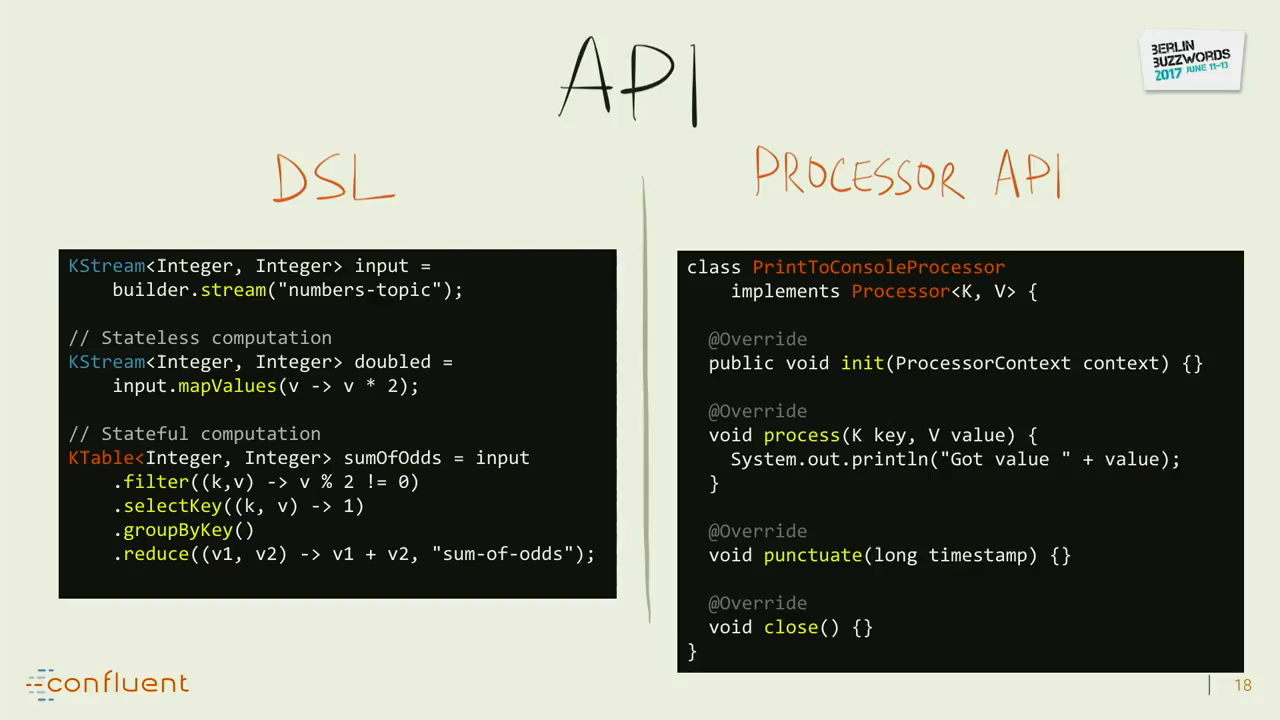 API
BERLIN
BUZZWORDS
2017 JUNE 11-13
DSL
KStream<Integer, Integer> input =
builder.stream("numbers-topic");
// Stateless computation
KStream<Integer, Integer> doubled =
input.mapValues(v -> v * 2);
// Stateful computation
KTable<Integer, Integer> sumOfOdds = input
.filter((k,v) -> v % 2 != 0)
.selectKey((k, v) -> 1)
.groupByKey()
.reduce((v1, v2) -> v1 + v2, "sum-of-odds");
PROCESSOR API
class PrintToConsoleProcessor
implements Processor<K, V> {
@Override
public void init(ProcessorContext context) {}
@Override
void process(K key, V value) {
System.out.println("Got value " + value);
}
@Override
void punctuate(long timestamp) {}
@Override
void close() {}
}
confluent
18